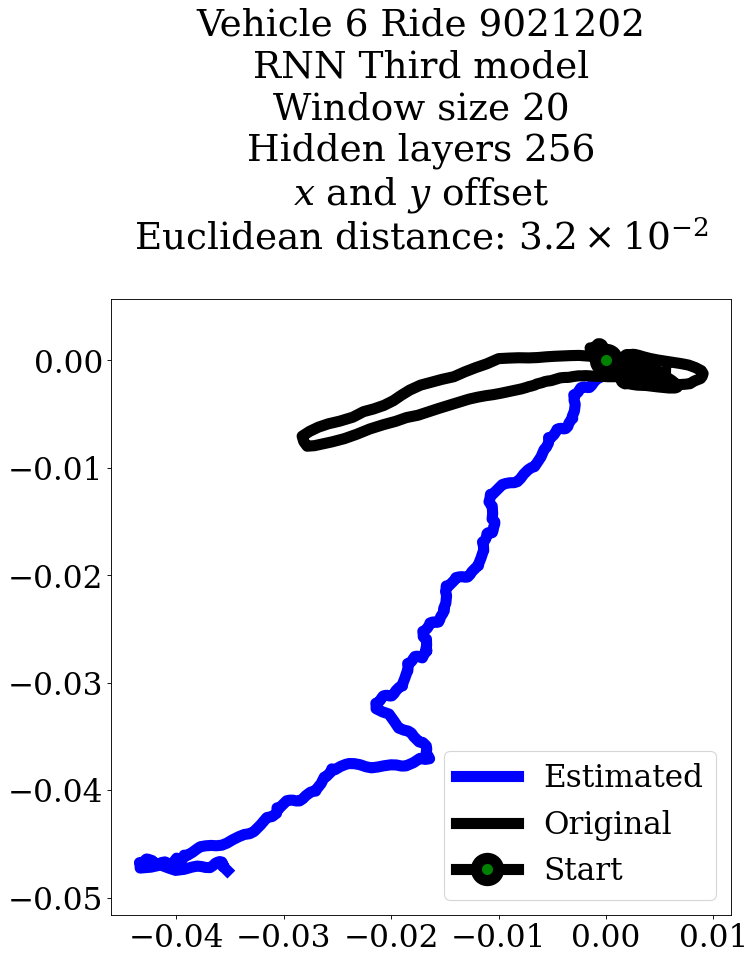 Vehicle 6 Ride 9021202
RNN Third model
Window size 20
Hidden layers 256
x and y offset
Euclidean distance: 3.2 × 10⁻²
0.00
−0.01
−0.02
−0.03
−0.04
−0.05
Estimated
Original
Start
−0.04 −0.03 −0.02 −0.01 0.00 0.01